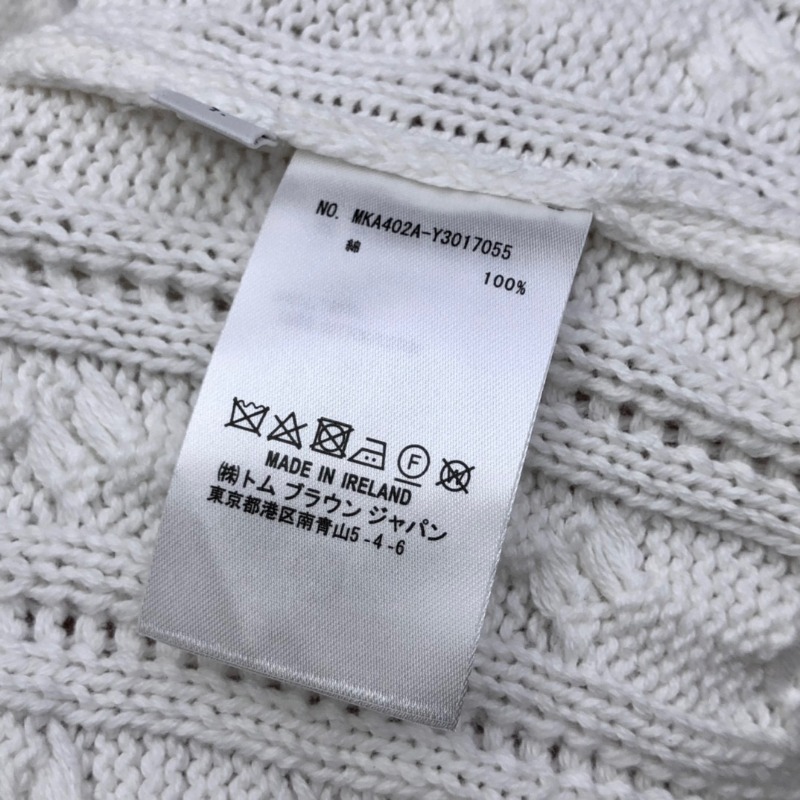 NO. MKA402A-Y3017055
綿
100%
F
W
MADE IN IRELAND
㈱トム ブラウン ジャパン
東京都港区南青山5-4-6